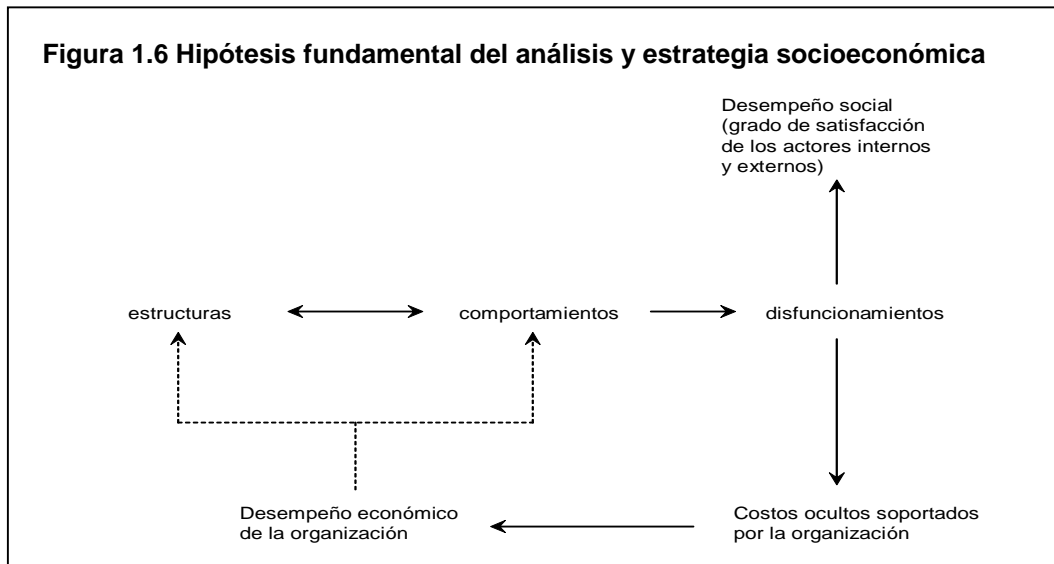 Figura 1.6 Hipótesis fundamental del análisis y estrategia socioeconómica
Desempeño social
(grado de satisfacción
de los actores internos
y externos)
estructuras
comportamientos
disfuncionamientos
Desempeño económico
de la organización
Costos ocultos soportados
por la organización